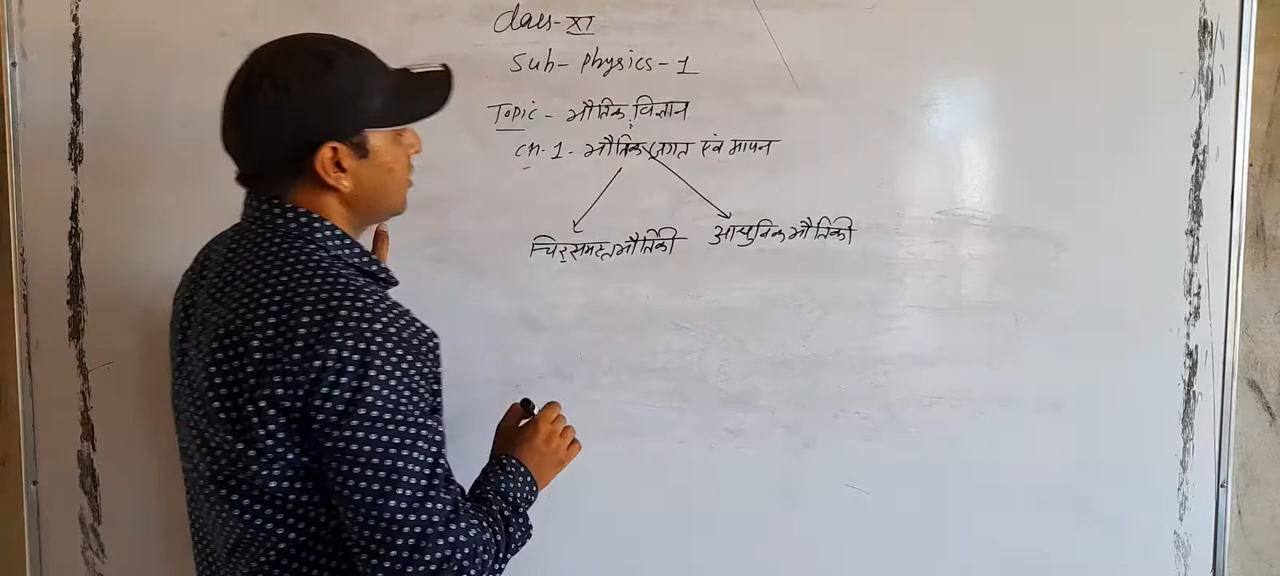 Class-XI
Sub- Physics-1
Topic - भौतिक विज्ञान
Ch.1. भौतिक जगत एवं मापन
चिरसम्मत भौतिकी आधुनिक भौतिकी